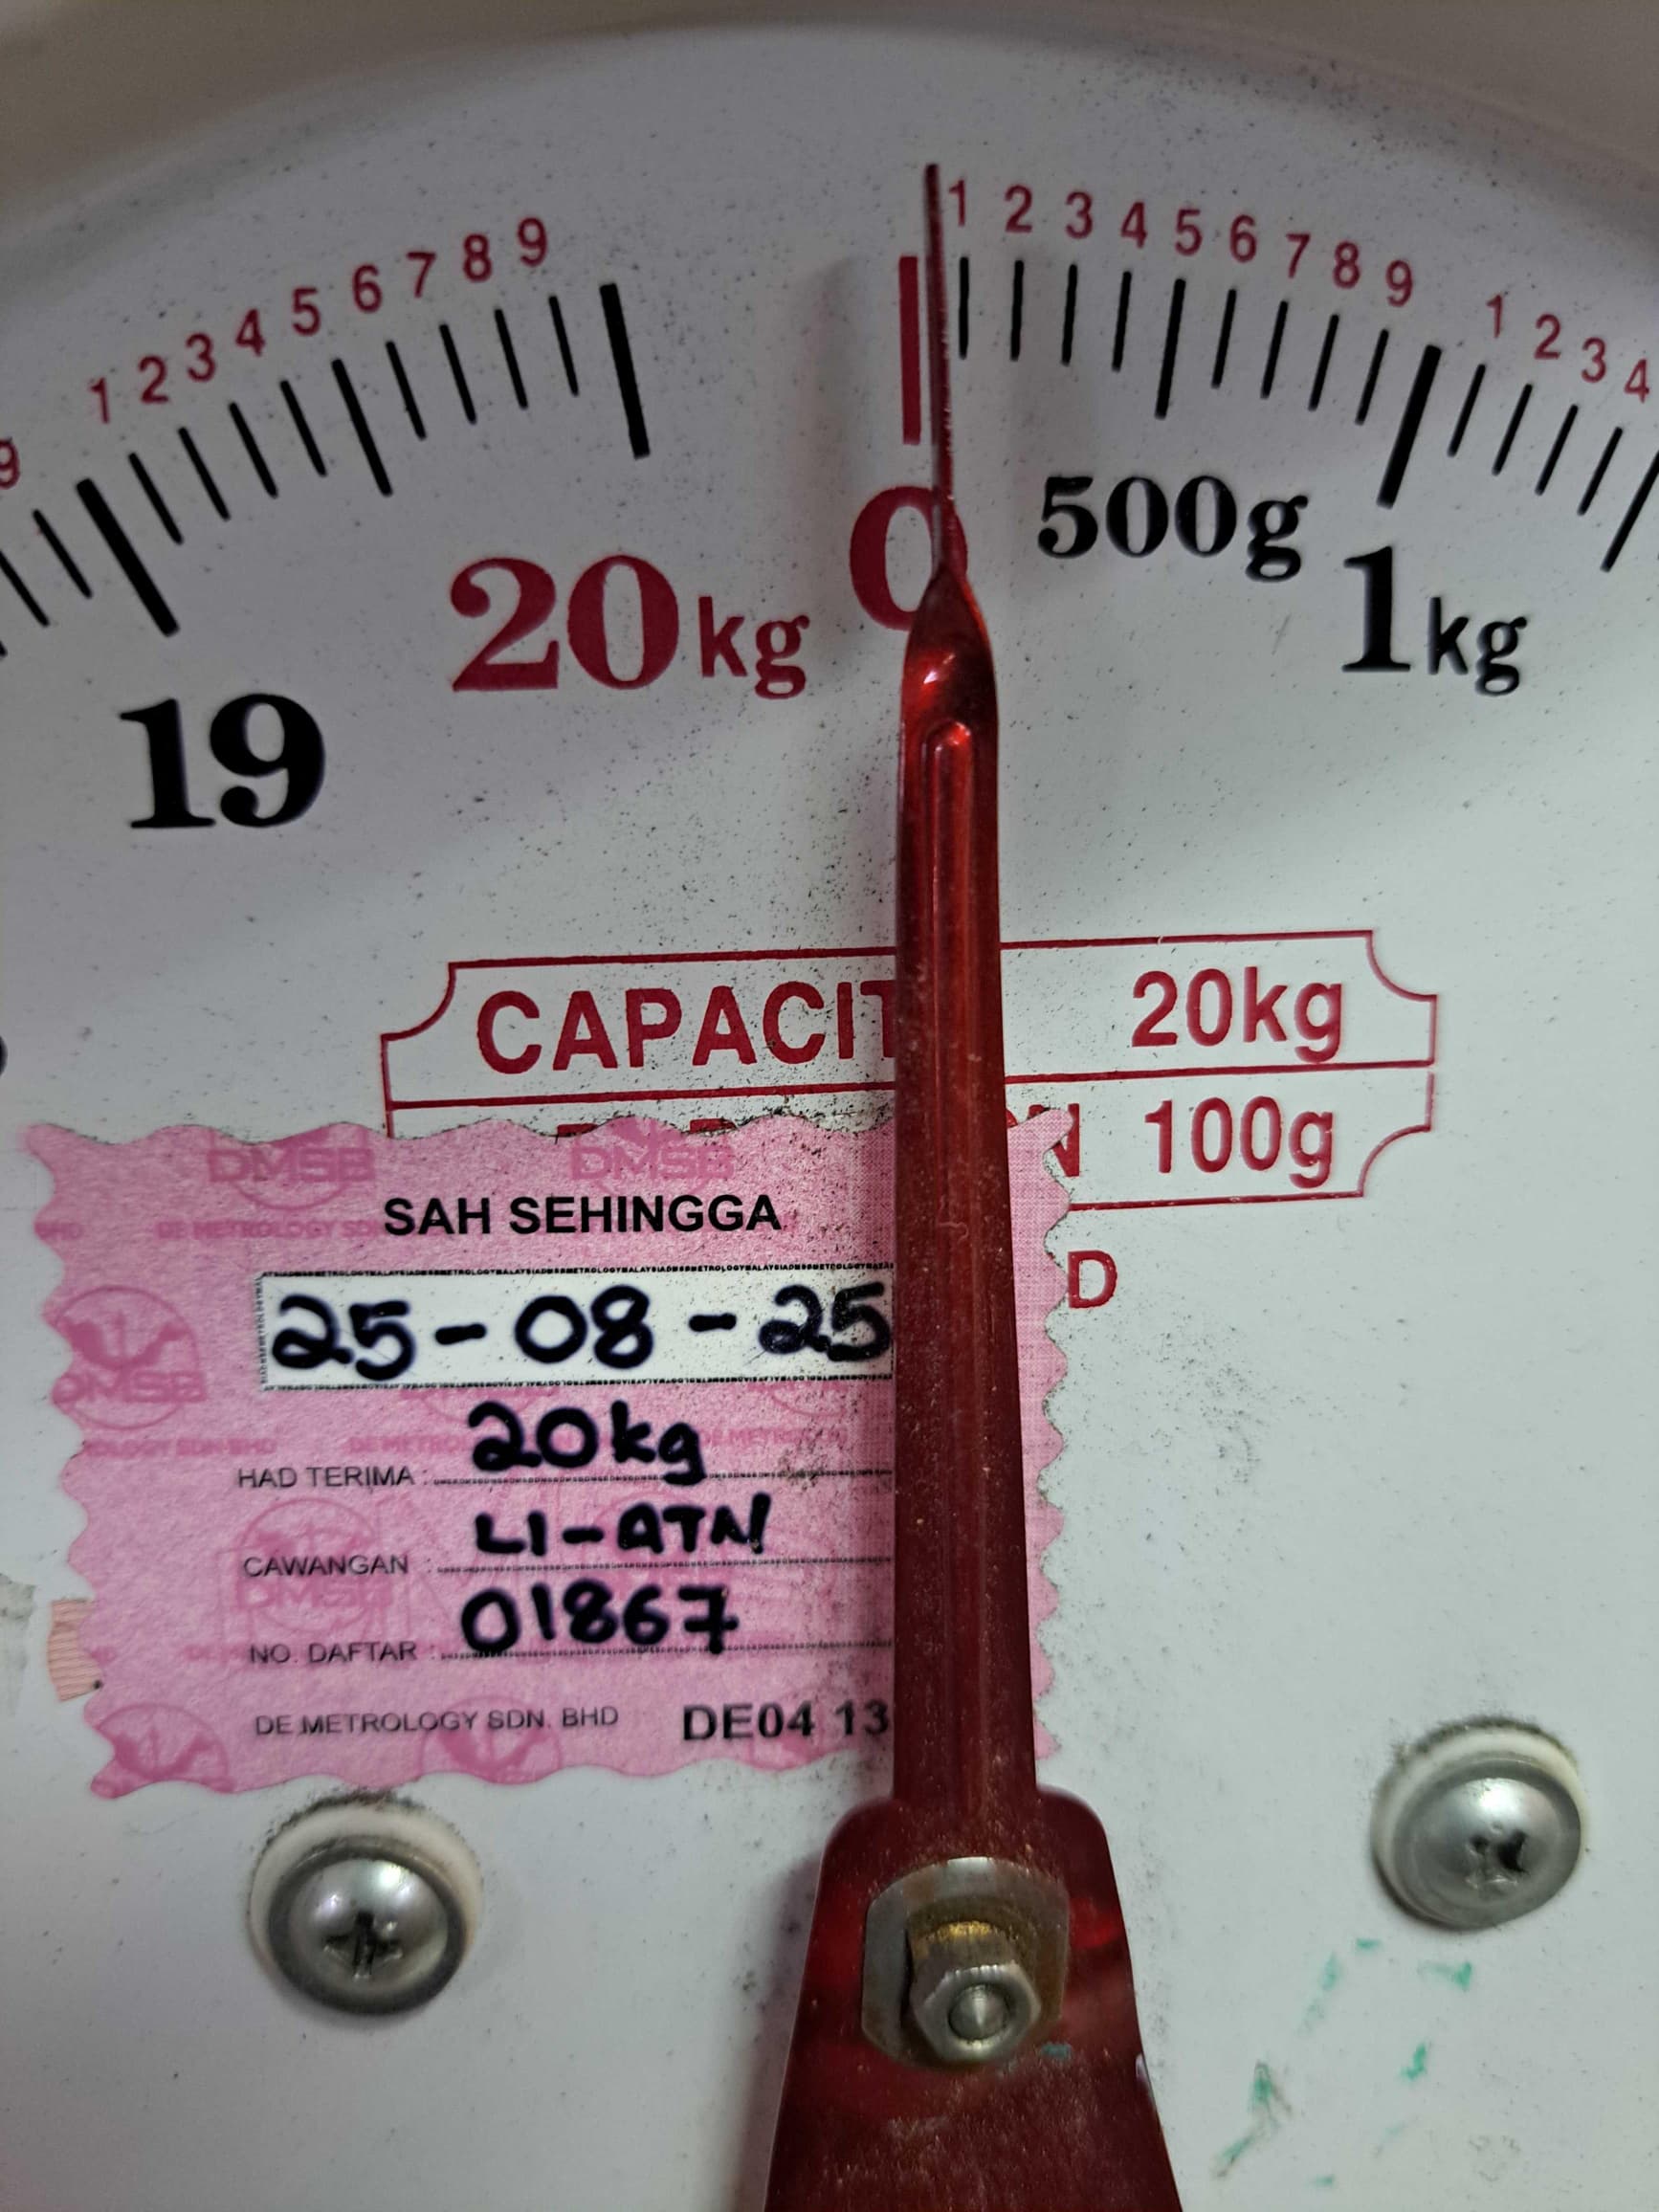 1 2 3 4 5 6 7 8 9
1 2 3 4 5 6 7 8 9
1 2 3 4
9
19
20kg
0
500g
1kg
CAPACIT 20kg
N 100g
D
DMSB DMSB
SAH SEHINGGA
25-08-25
20kg
HAD TERIMA :
LI-ATN
CAWANGAN :
01867
NO. DAFTAR :
DE METROLOGY SDN. BHD DE04 13